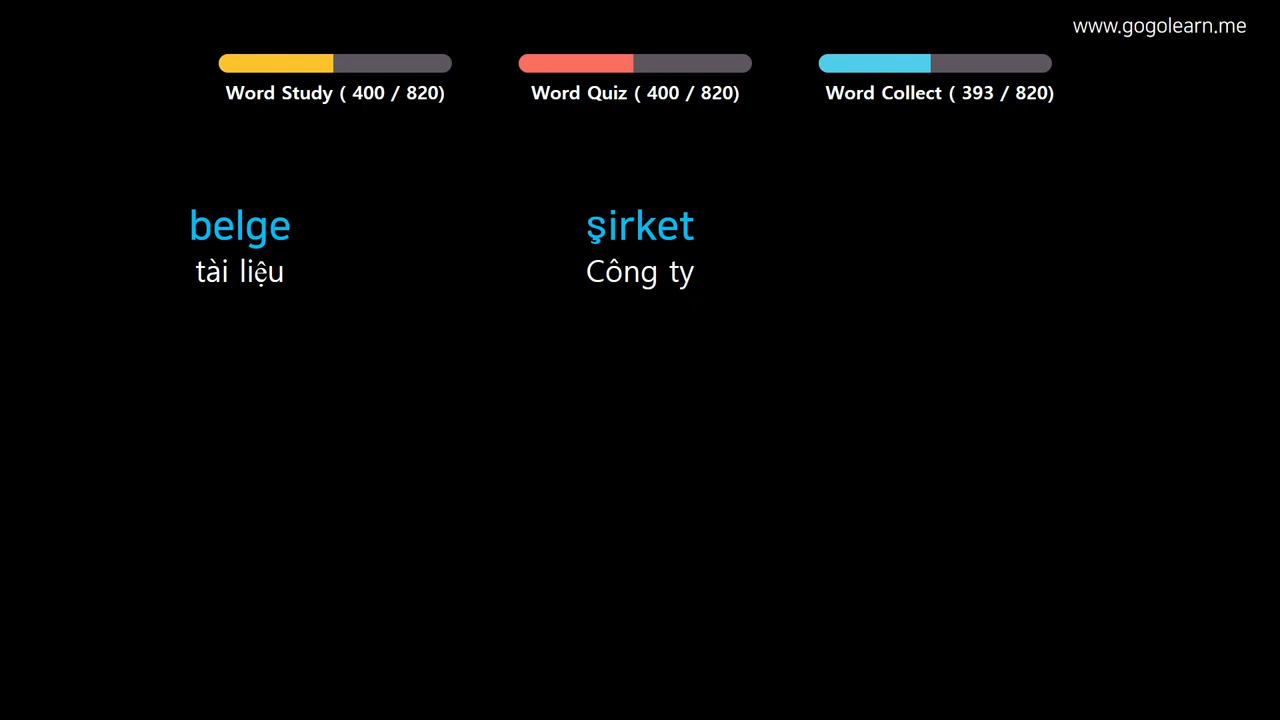 www.gogolearn.me
Word Study ( 400 / 820)
Word Quiz ( 400 / 820)
Word Collect ( 393 / 820)
belge
tài liệu
şirket
Công ty